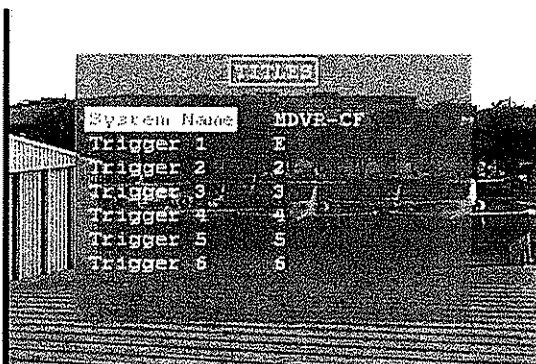 TITLES
System Name MDVR-CF
Trigger 1 E
Trigger 2 2
Trigger 3 3
Trigger 4 4
Trigger 5 5
Trigger 6 6